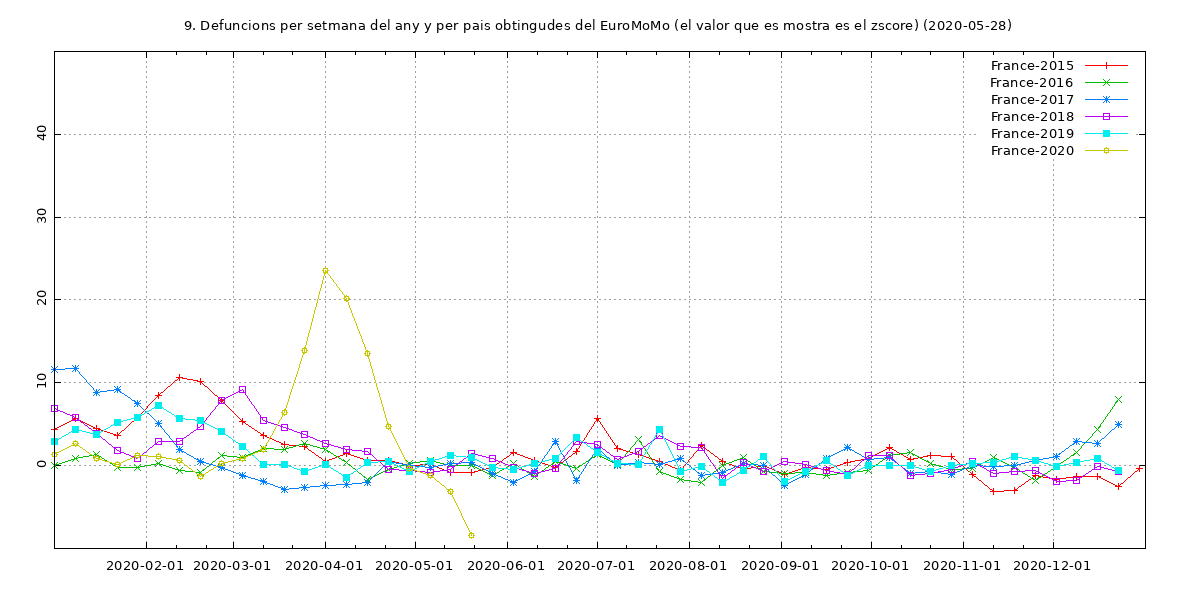 9. Defuncions per setmana del any y per pais obtingudes del EuroMoMo (el valor que es mostra es el zscore) (2020-05-28)
France-2015
France-2016
France-2017
France-2018
France-2019
France-2020
40
30
20
10
0
2020-02-01 2020-03-01 2020-04-01 2020-05-01 2020-06-01 2020-07-01 2020-08-01 2020-09-01 2020-10-01 2020-11-01 2020-12-01